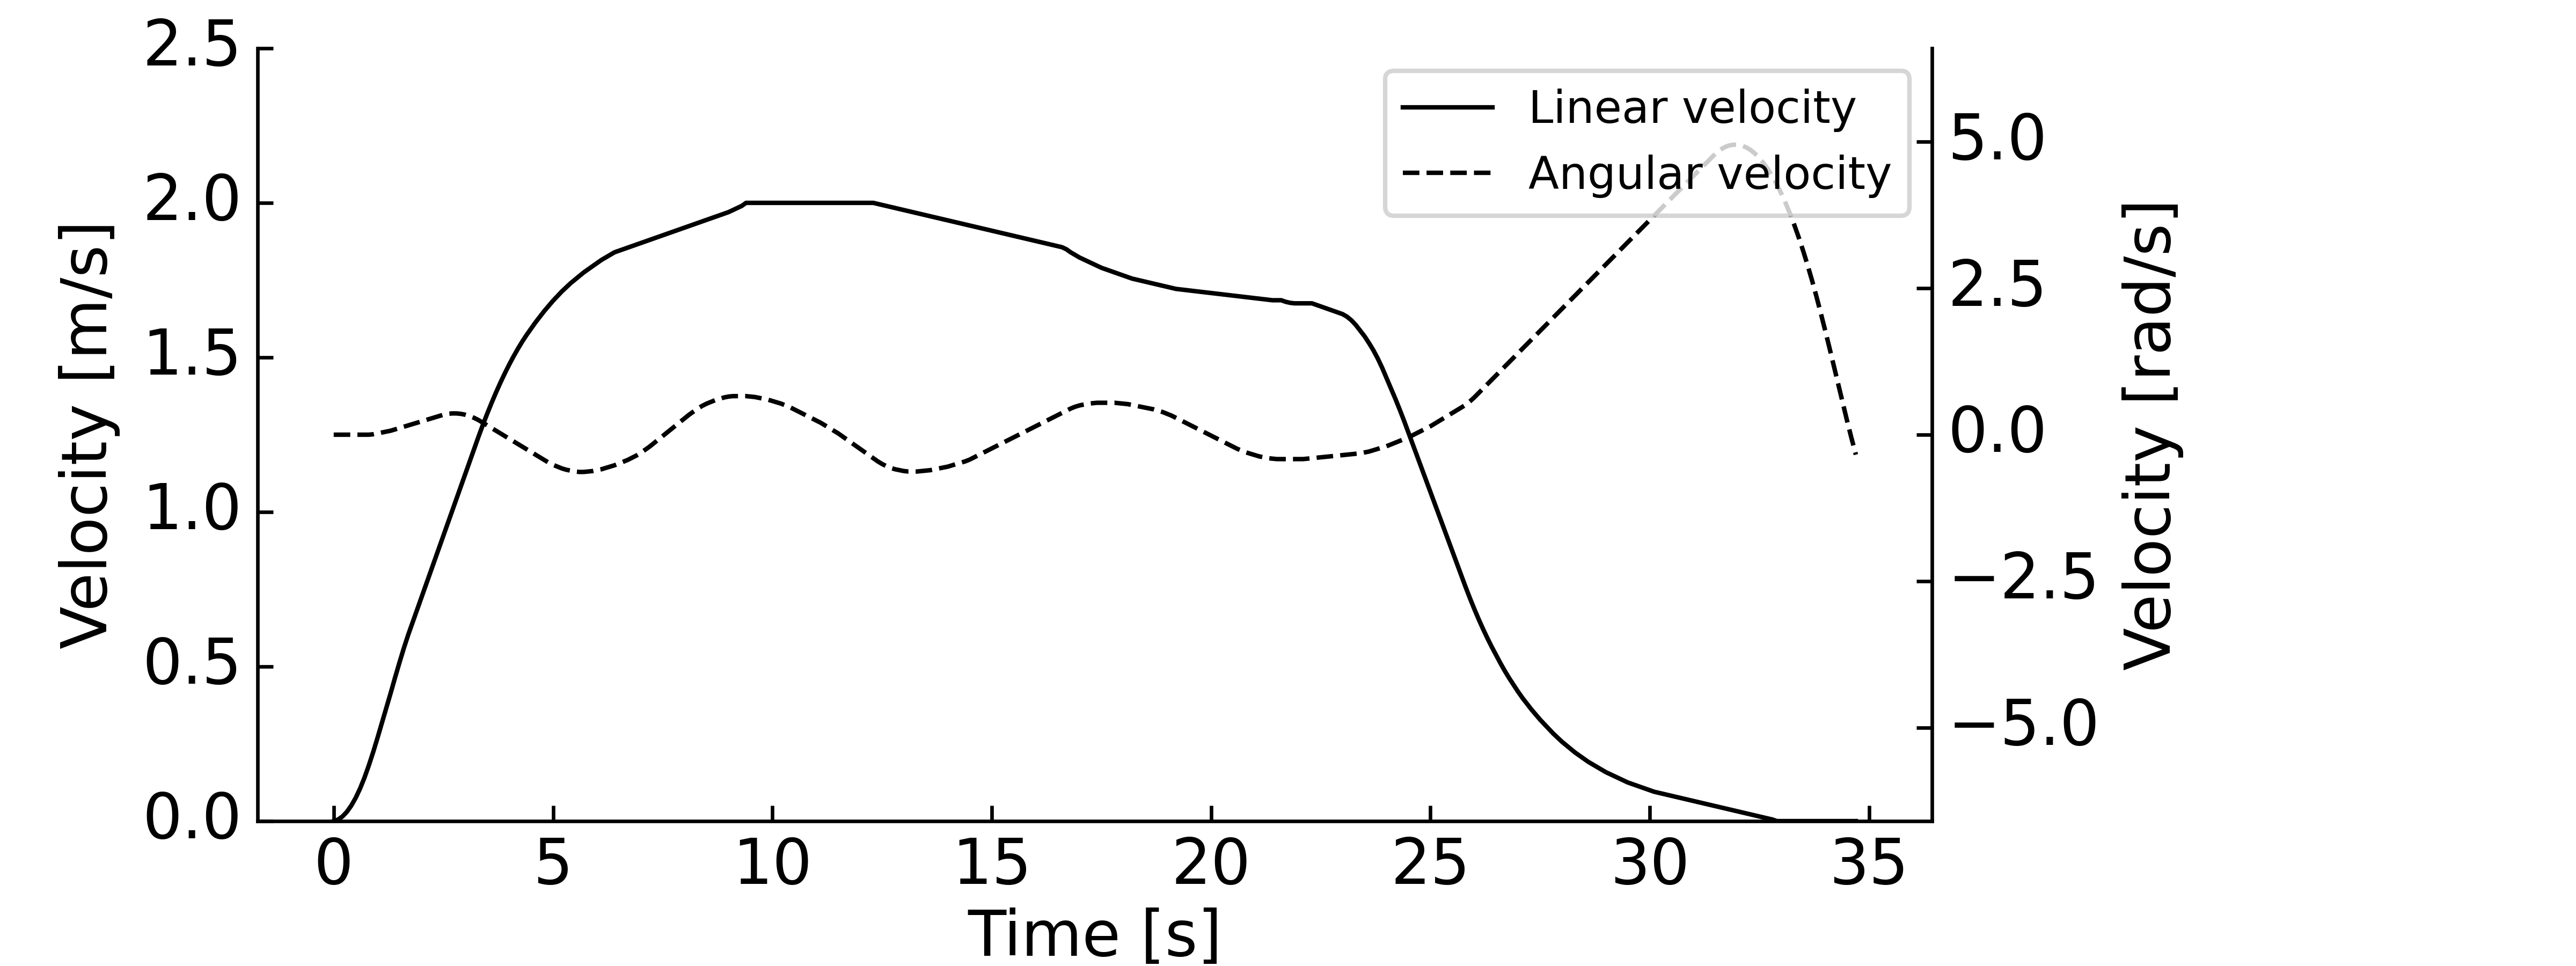 2.5
2.0
1.5
1.0
0.5
0.0
Velocity [m/s]
Linear velocity
Angular velocity
5.0
2.5
0.0
−2.5
−5.0
Velocity [rad/s]
0 5 10 15 20 25 30 35
Time [s]